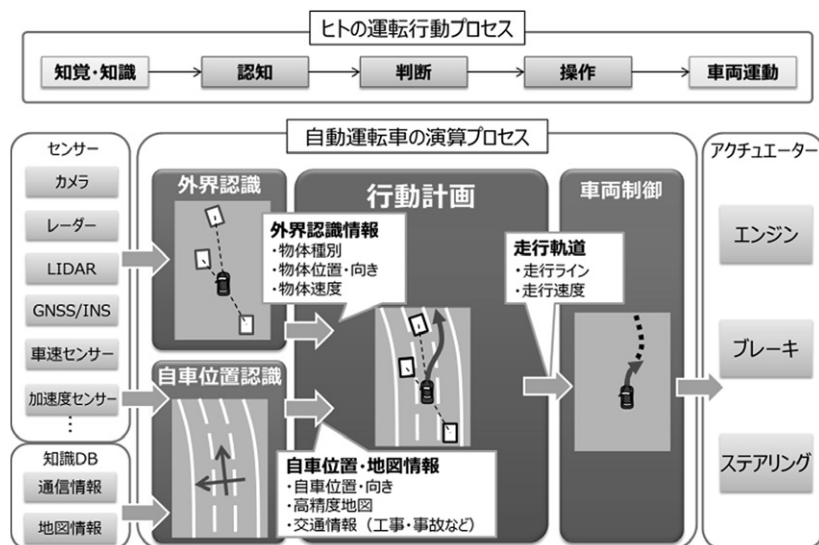 ヒトの運転行動プロセス
知覚・知識
認知
判断
操作
車両運動
センサー
カメラ
レーダー
LIDAR
GNSS/INS
車速センサー
加速度センサー
⋮
知識DB
通信情報
地図情報
自動運転車の演算プロセス
外界認識
自車位置認識
行動計画
外界認識情報
・物体種別
・物体位置・向き
・物体速度
自車位置・地図情報
・自車位置・向き
・高精度地図
・交通情報（工事・事故など）
車両制御
走行軌道
・走行ライン
・走行速度
アクチュエーター
エンジン
ブレーキ
ステアリング